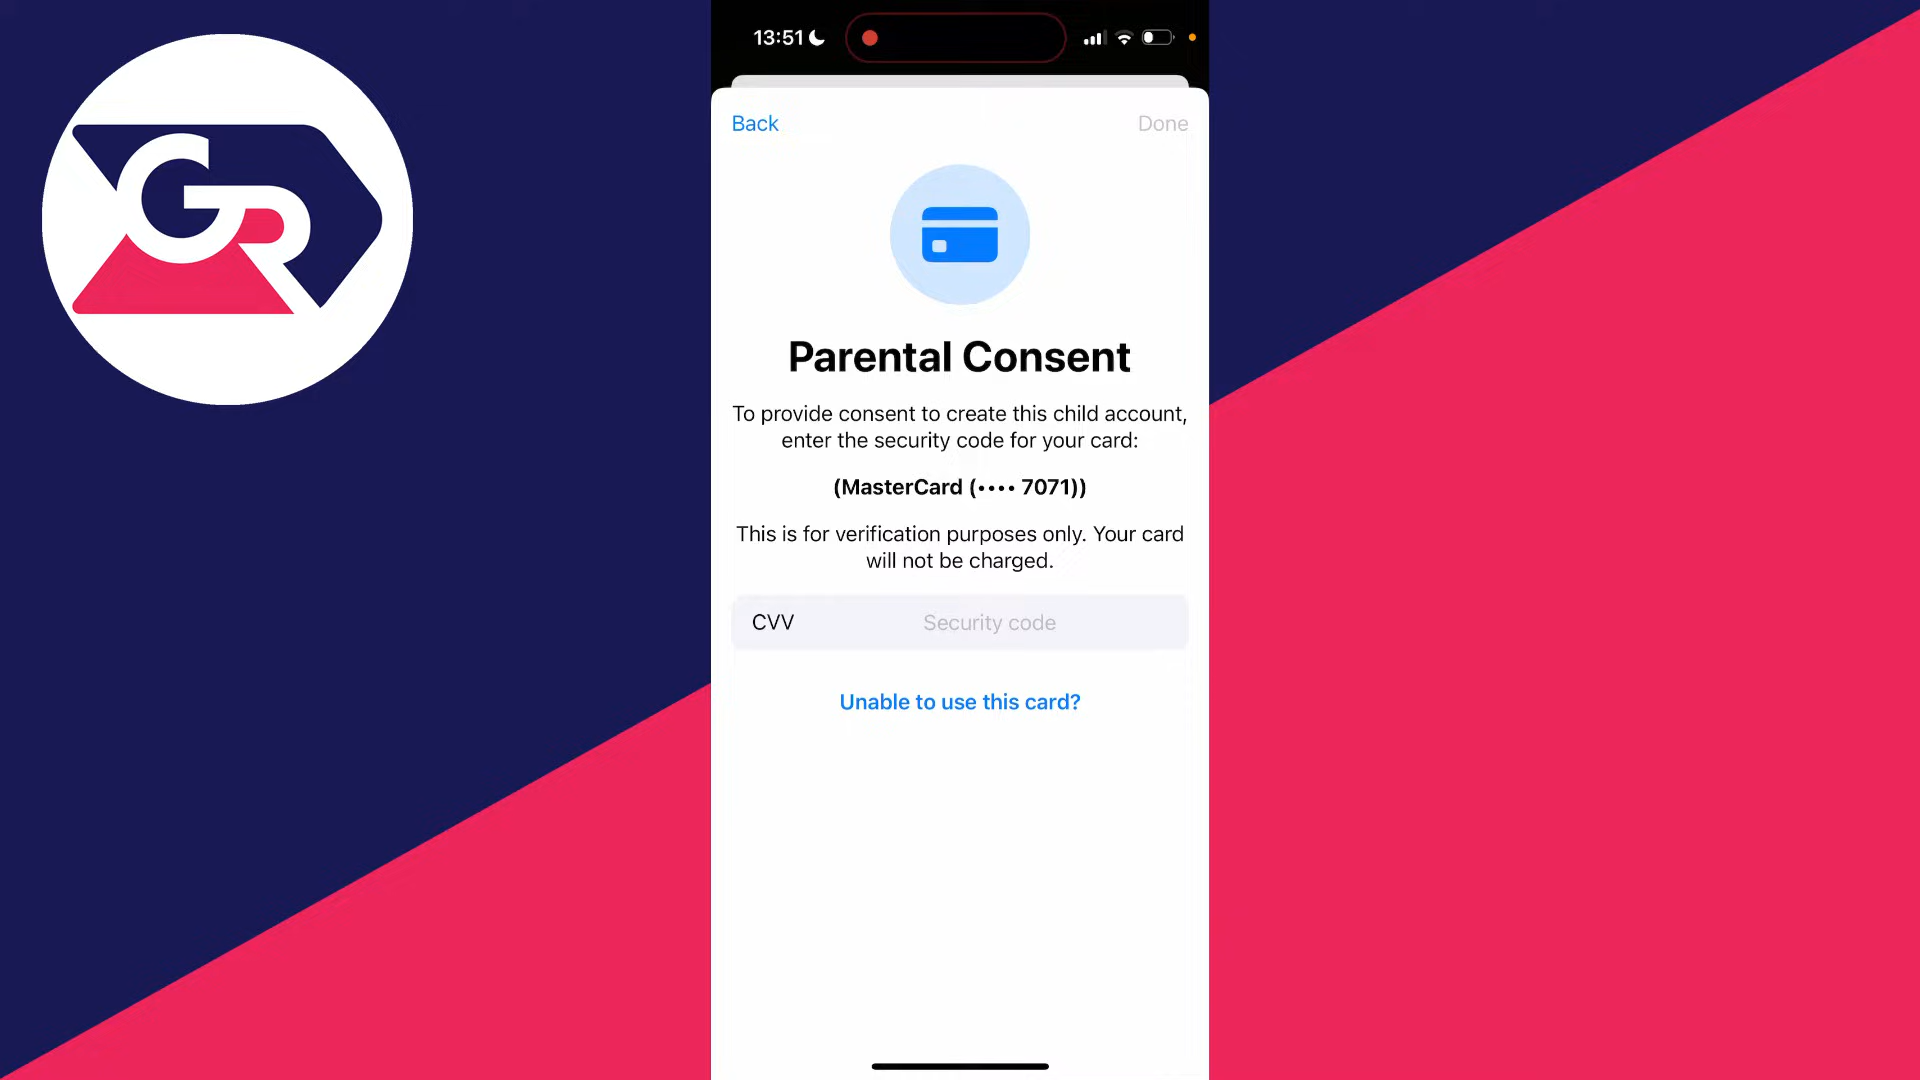 GR
13:51
Back
Done
Parental Consent
To provide consent to create this child account,
enter the security code for your card:
(MasterCard (•••• 7071))
This is for verification purposes only. Your card
will not be charged.
CVV
Security code
Unable to use this card?